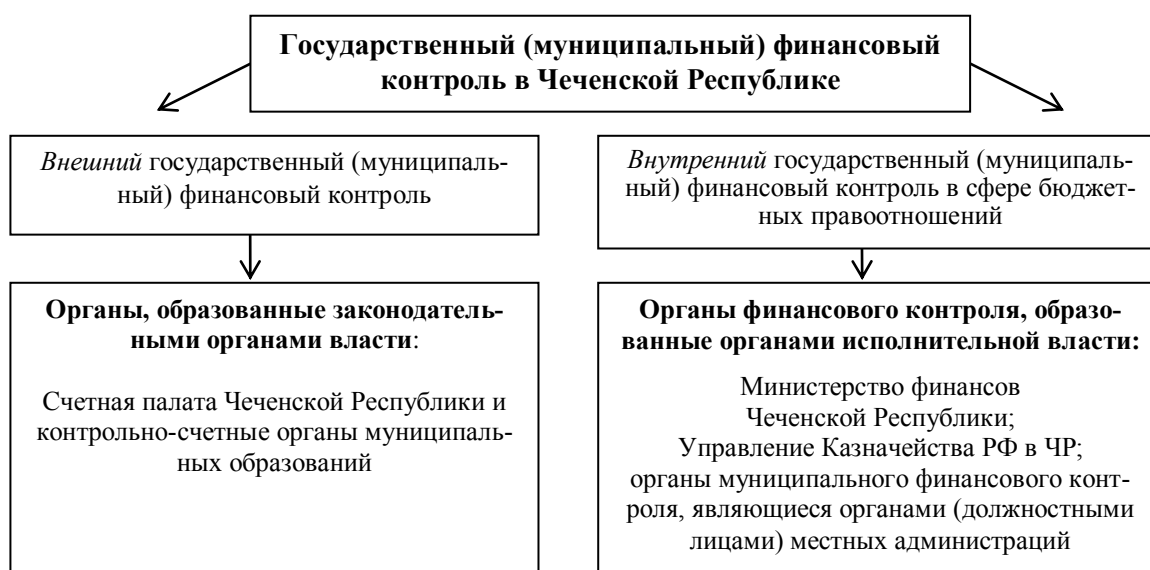 Государственный (муниципальный) финансовый
контроль в Чеченской Республике
Внешний государственный (муниципаль-
ный) финансовый контроль
Внутренний государственный (муниципаль-
ный) финансовый контроль в сфере бюджет-
ных правоотношений
Органы, образованные законодатель-
ными органами власти:
Счетная палата Чеченской Республики и
контрольно-счетные органы муниципаль-
ных образований
Органы финансового контроля, образо-
ванные органами исполнительной власти:
Министерство финансов
Чеченской Республики;
Управление Казначейства РФ в ЧР;
органы муниципального финансового конт-
роля, являющиеся органами (должностными
лицами) местных администраций